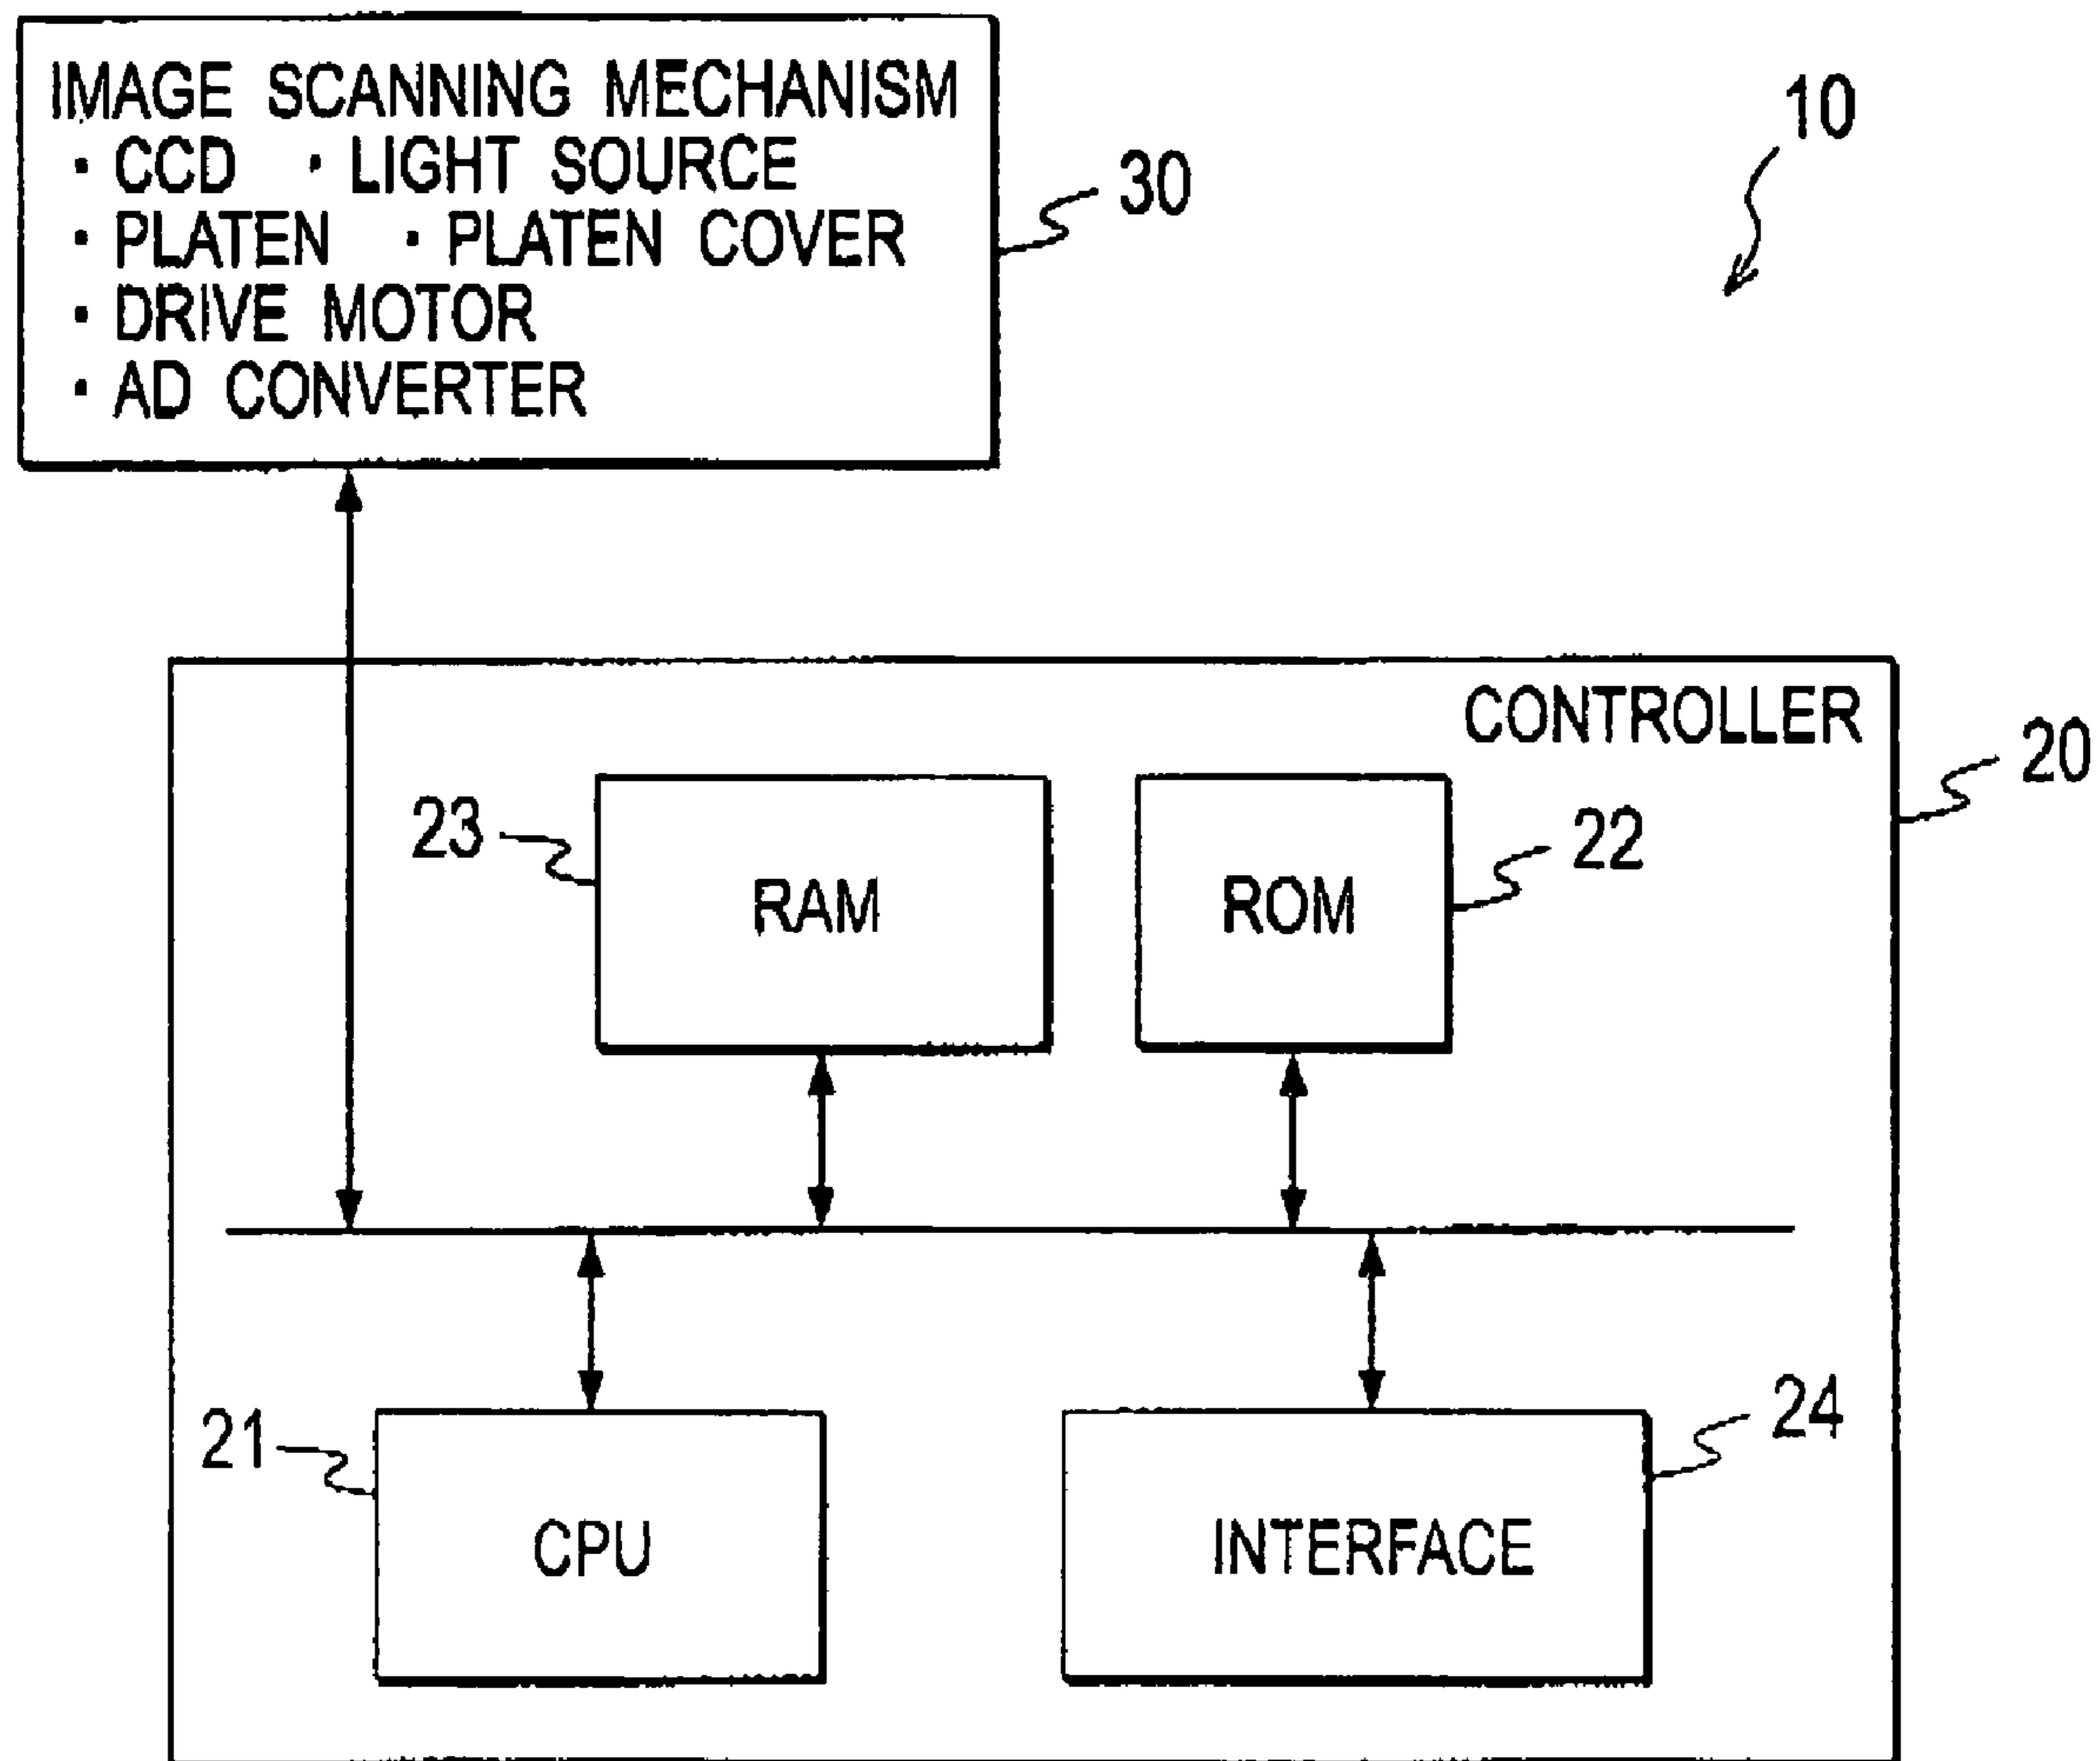 IMAGE SCANNING MECHANISM
· CCD · LIGHT SOURCE
· PLATEN · PLATEN COVER
· DRIVE MOTOR
· AD CONVERTER
10
30
CONTROLLER
20
23
RAM
ROM
22
21
CPU
INTERFACE
24